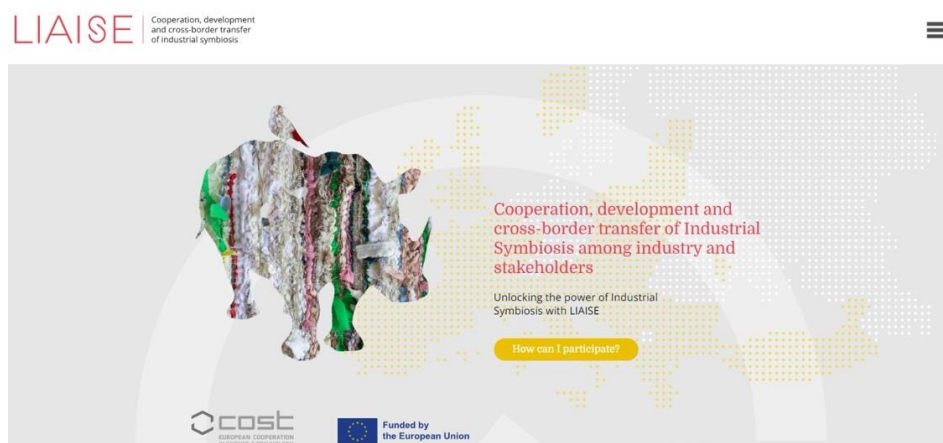 LIAISE
Cooperation, development
and cross-border transfer
of industrial symbiosis
Cooperation, development and
cross-border transfer of Industrial
Symbiosis among industry and
stakeholders
Unlocking the power of Industrial
Symbiosis with LIAISE
How can I participate?
cost
EUROPEAN COOPERATION
Funded by
the European Union